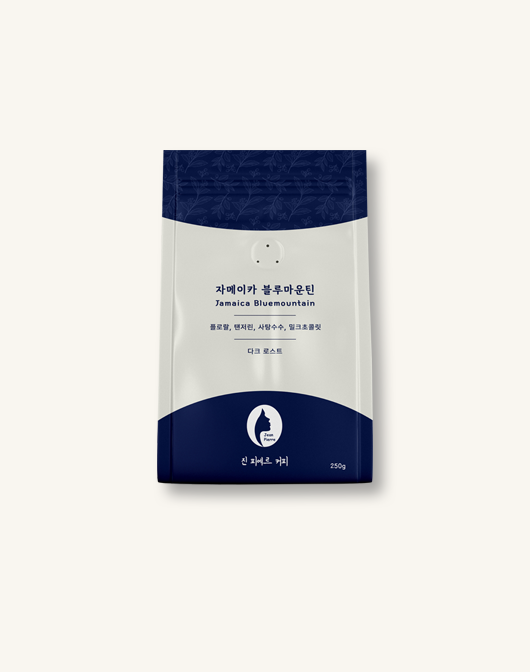 자메이카 블루마운틴
Jamaica Bluemountain
플로랄, 탠저린, 사탕수수, 밀크초콜릿
다크 로스트
Jean
Pierre
진 피에르 커피
250g